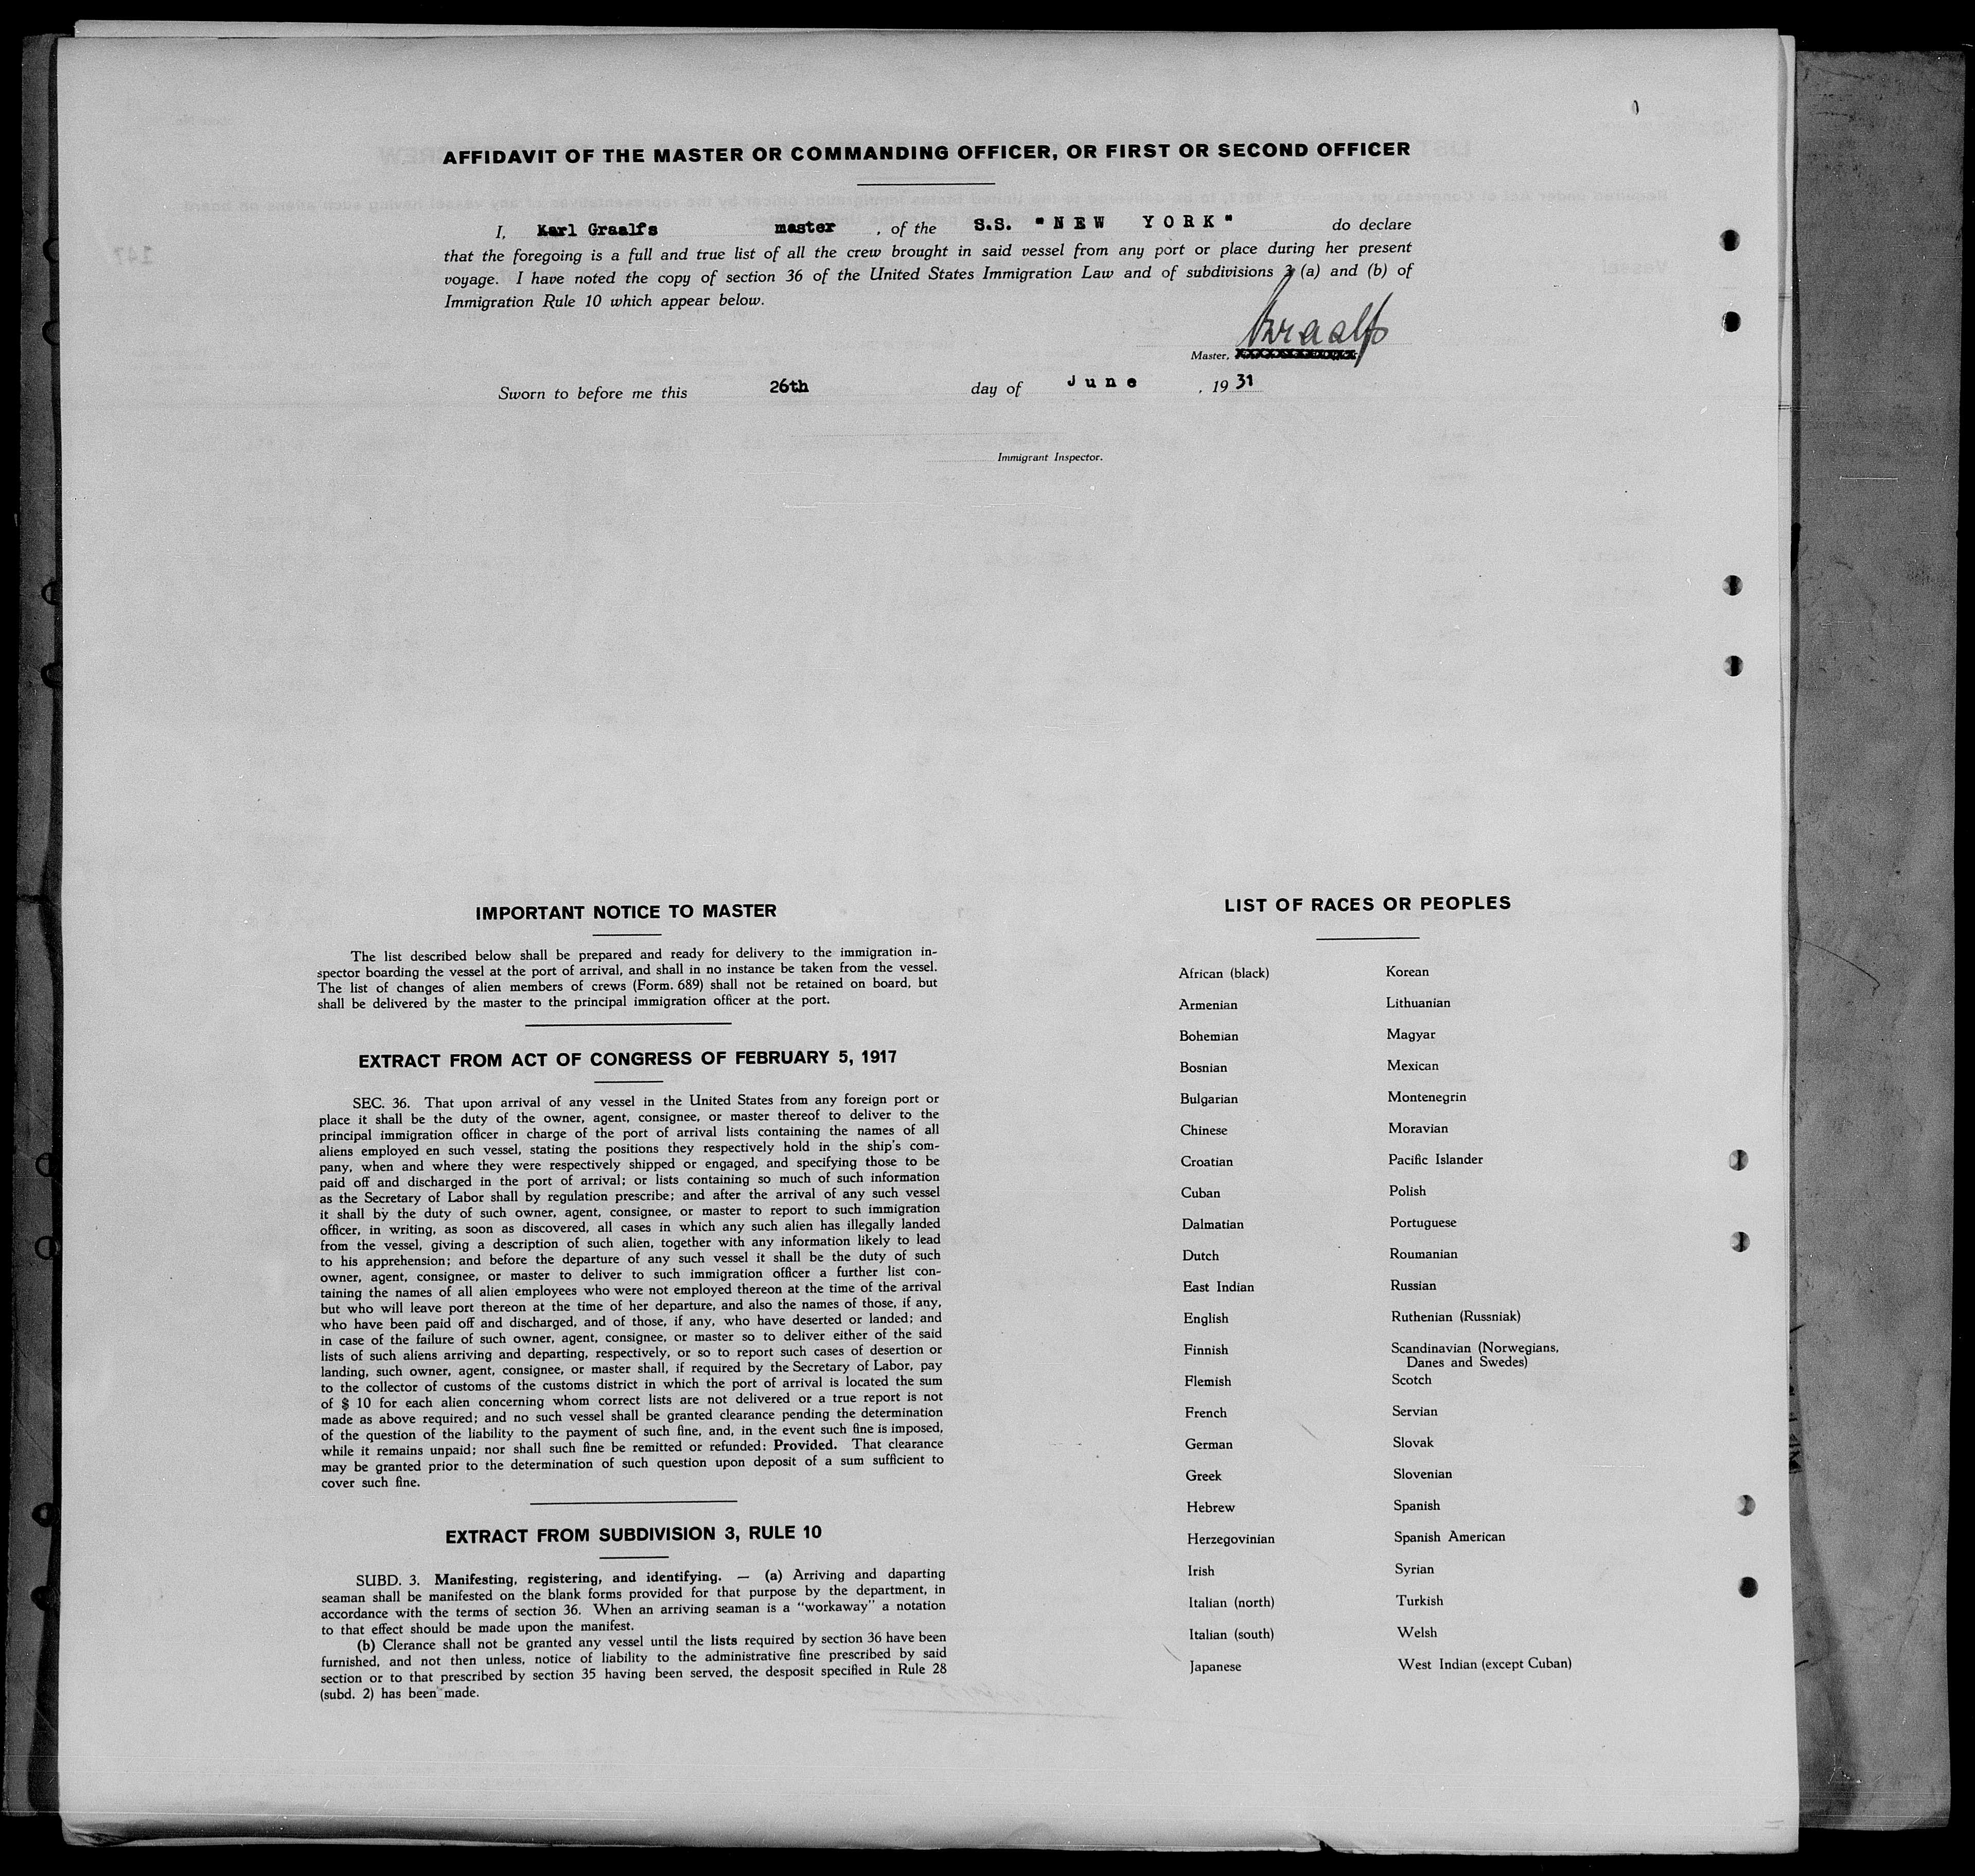 AFFIDAVIT OF THE MASTER OR COMMANDING OFFICER, OR FIRST OR SECOND OFFICER
I, Karl Graalfs master , of the S.S. "NEW YORK" do declare
that the foregoing is a full and true list of all the crew brought in said vessel from any port or place during her present
voyage. I have noted the copy of section 36 of the United States Immigration Law and of subdivisions 3 (a) and (b) of
Immigration Rule 10 which appear below.
Graalfs
Master,
Sworn to before me this 26th day of June , 19 31
Immigrant Inspector.
IMPORTANT NOTICE TO MASTER
The list described below shall be prepared and ready for delivery to the immigration in-
spector boarding the vessel at the port of arrival, and shall in no instance be taken from the vessel.
The list of changes of alien members of crews (Form. 689) shall not be retained on board, but
shall be delivered by the master to the principal immigration officer at the port.
EXTRACT FROM ACT OF CONGRESS OF FEBRUARY 5, 1917
SEC. 36. That upon arrival of any vessel in the United States from any foreign port or
place it shall be the duty of the owner, agent, consignee, or master thereof to deliver to the
principal immigration officer in charge of the port of arrival lists containing the names of all
aliens employed en such vessel, stating the positions they respectively hold in the ship's com-
pany, when and where they were respectively shipped or engaged, and specifying those to be
paid off and discharged in the port of arrival; or lists containing so much of such information
as the Secretary of Labor shall by regulation prescribe; and after the arrival of any such vessel
it shall by the duty of such owner, agent, consignee, or master to report to such immigration
officer, in writing, as soon as discovered, all cases in which any such alien has illegally landed
from the vessel, giving a description of such alien, together with any information likely to lead
to his apprehension; and before the departure of any such vessel it shall be the duty of such
owner, agent, consignee, or master to deliver to such immigration officer a further list con-
taining the names of all alien employees who were not employed thereon at the time of the arrival
but who will leave port thereon at the time of her departure, and also the names of those, if any,
who have been paid off and discharged, and of those, if any, who have deserted or landed; and
in case of the failure of such owner, agent, consignee, or master so to deliver either of the said
lists of such aliens arriving and departing, respectively, or so to report such cases of desertion or
landing, such owner, agent, consignee, or master shall, if required by the Secretary of Labor, pay
to the collector of customs of the customs district in which the port of arrival is located the sum
of $ 10 for each alien concerning whom correct lists are not delivered or a true report is not
made as above required; and no such vessel shall be granted clearance pending the determination
of the question of the liability to the payment of such fine, and, in the event such fine is imposed,
while it remains unpaid; nor shall such fine be remitted or refunded: Provided. That clearance
may be granted prior to the determination of such question upon deposit of a sum sufficient to
cover such fine.
EXTRACT FROM SUBDIVISION 3, RULE 10
SUBD. 3. Manifesting, registering, and identifying. — (a) Arriving and daparting
seaman shall be manifested on the blank forms provided for that purpose by the department, in
accordance with the terms of section 36. When an arriving seaman is a "workaway" a notation
to that effect should be made upon the manifest.
(b) Clerance shall not be granted any vessel until the lists required by section 36 have been
furnished, and not then unless, notice of liability to the administrative fine prescribed by said
section or to that prescribed by section 35 having been served, the desposit specified in Rule 28
(subd. 2) has been made.
LIST OF RACES OR PEOPLES
African (black)
Armenian
Bohemian
Bosnian
Bulgarian
Chinese
Croatian
Cuban
Dalmatian
Dutch
East Indian
English
Finnish
Flemish
French
German
Greek
Hebrew
Herzegovinian
Irish
Italian (north)
Italian (south)
Japanese
Korean
Lithuanian
Magyar
Mexican
Montenegrin
Moravian
Pacific Islander
Polish
Portuguese
Roumanian
Russian
Ruthenian (Russniak)
Scandinavian (Norwegians,
Danes and Swedes)
Scotch
Servian
Slovak
Slovenian
Spanish
Spanish American
Syrian
Turkish
Welsh
West Indian (except Cuban)